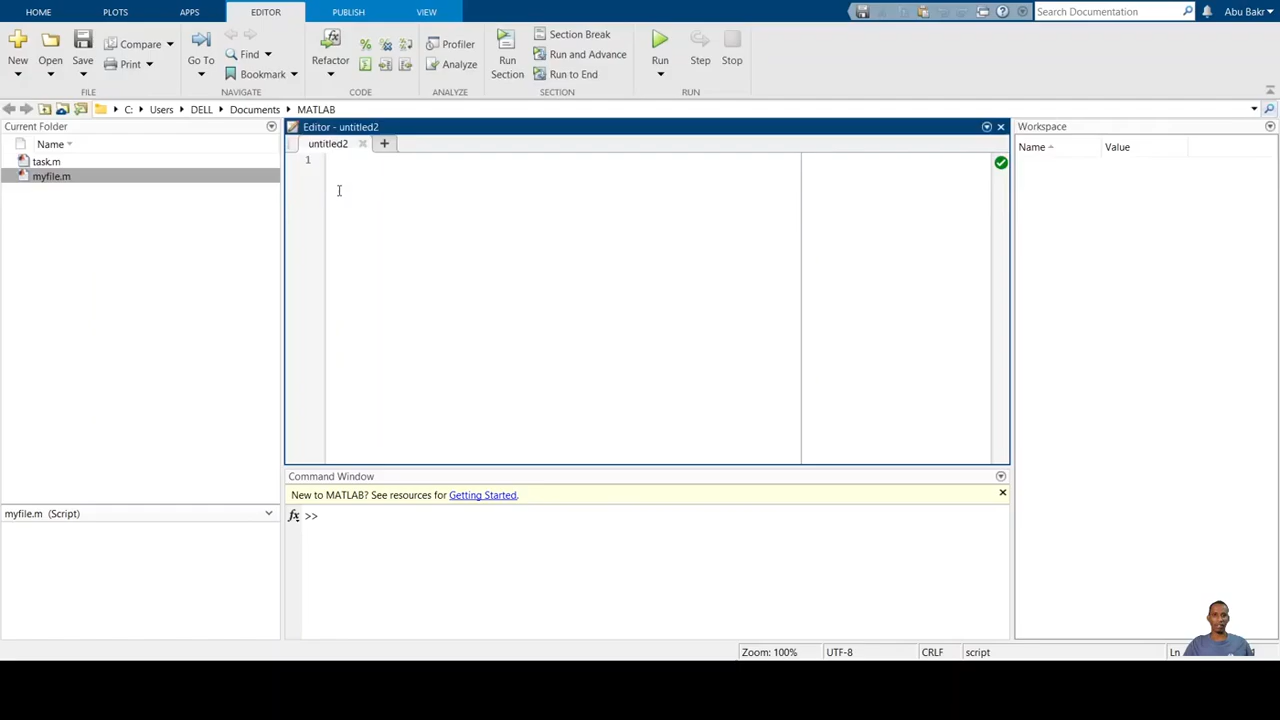 HOME PLOTS APPS EDITOR PUBLISH VIEW Search Documentation Abu Bakr
New Open Save Compare Print Go To Find Bookmark Refactor Profiler Analyze Run Section Section Break Run and Advance Run to End Run Step Stop
FILE NAVIGATE CODE ANALYZE SECTION RUN
C: Users DELL Documents MATLAB
Current Folder
Name
task.m
myfile.m
myfile.m (Script)
Editor - untitled2
untitled2
1
Command Window
New to MATLAB? See resources for Getting Started.
fx >>
Workspace
Name Value
Zoom: 100% UTF-8 CRLF script Ln